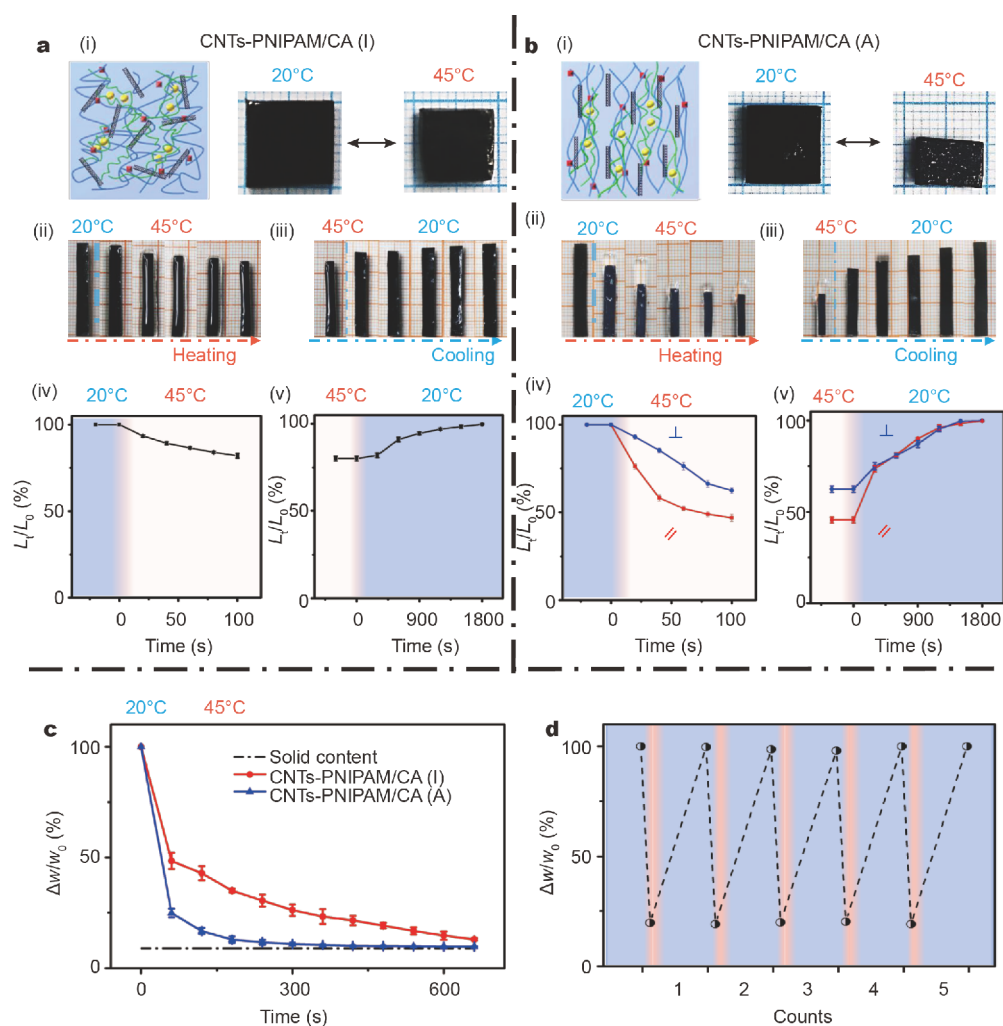 a (i) CNTs-PNIPAM/CA (I)
20°C
45°C
(ii) 20°C 45°C
Heating
(iii) 45°C 20°C
Cooling
(iv) 20°C 45°C
100
50
0
Lt/L0 (%)
0 50 100
Time (s)
(v) 45°C 20°C
100
50
0
Lt/L0 (%)
0 900 1800
Time (s)
b (i) CNTs-PNIPAM/CA (A)
20°C
45°C
(ii) 20°C 45°C
Heating
(iii) 45°C 20°C
Cooling
(iv) 20°C 45°C
⊥
//
100
50
0
Lt/L0 (%)
0 50 100
Time (s)
(v) 45°C 20°C
⊥
//
100
50
0
Lt/L0 (%)
0 900 1800
Time (s)
c 20°C 45°C
Solid content
CNTs-PNIPAM/CA (I)
CNTs-PNIPAM/CA (A)
100
50
0
Δw/w0 (%)
0 300 600
Time (s)
d
100
50
0
Δw/w0 (%)
1 2 3 4 5
Counts